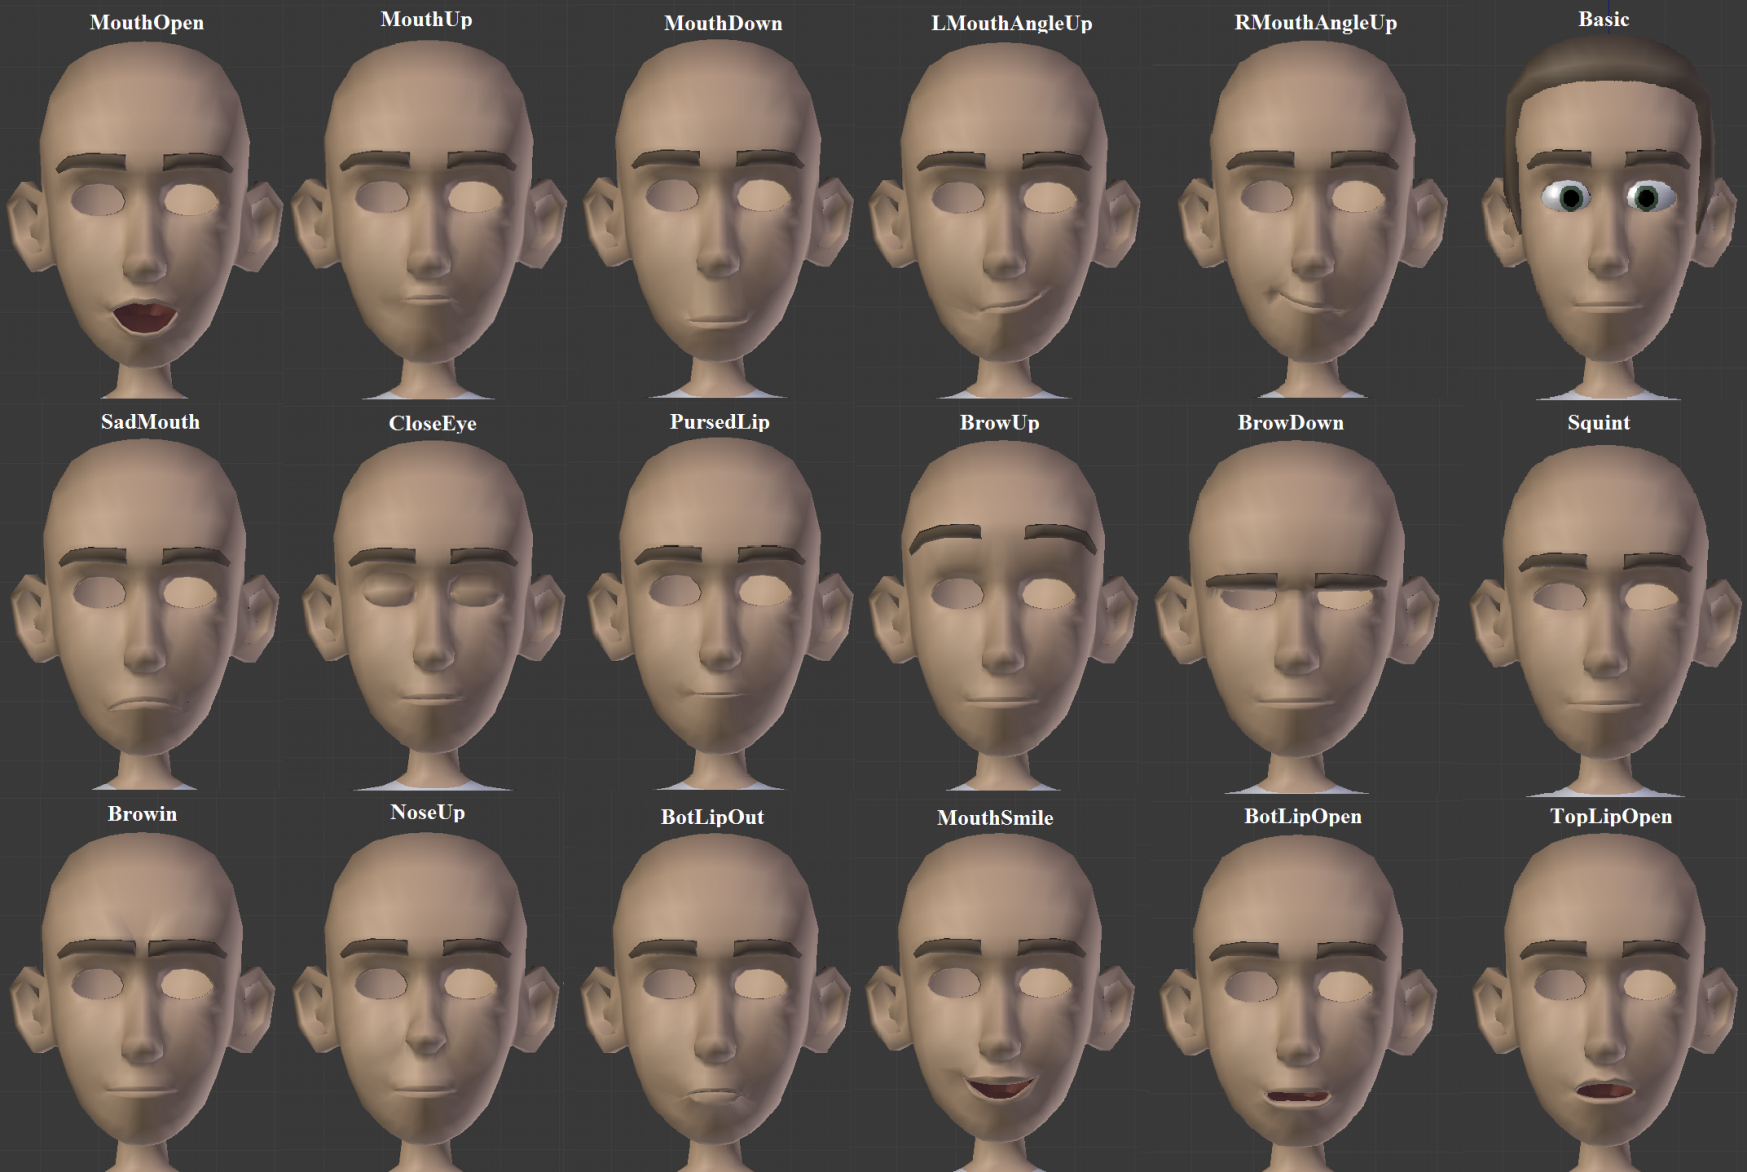 MouthOpen
MouthUp
MouthDown
LMouthAngleUp
RMouthAngleUp
Basic
SadMouth
CloseEye
PursedLip
BrowUp
BrowDown
Squint
Browin
NoseUp
BotLipOut
MouthSmile
BotLipOpen
TopLipOpen